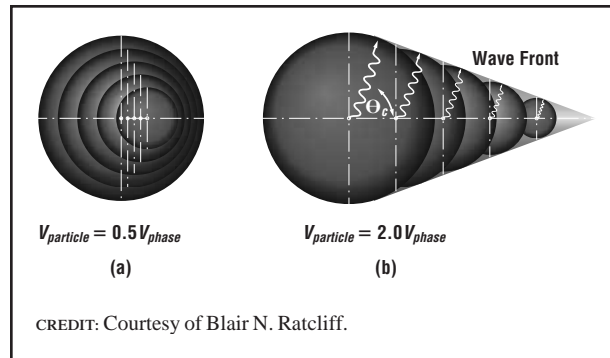 Wave Front
Θc
Vparticle = 0.5Vphase
Vparticle = 2.0Vphase
(a)
(b)
CREDIT: Courtesy of Blair N. Ratcliff.